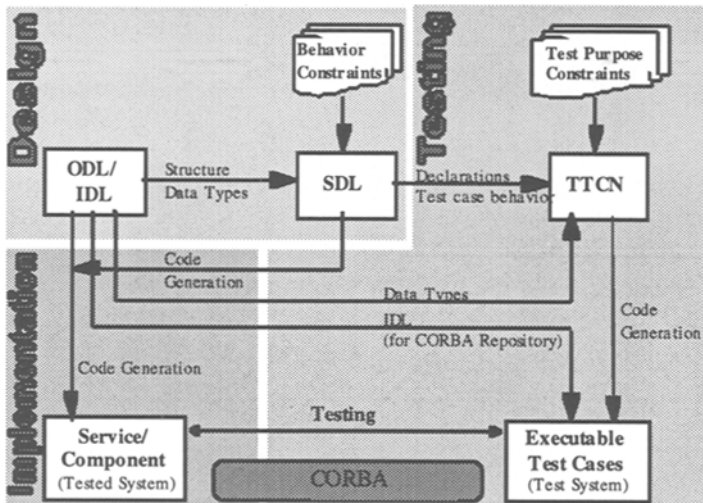 Design
Behavior
Constraints
Testing
Test Purpose
Constraints
ODL/
IDL
Structure
Data Types
SDL
Declarations
Test case behavior
TTCN
Implementation
Code
Generation
Data Types
IDL
(for CORBA Repository)
Code
Generation
Code Generation
Service/
Component
(Tested System)
Testing
Executable
Test Cases
(Test System)
CORBA